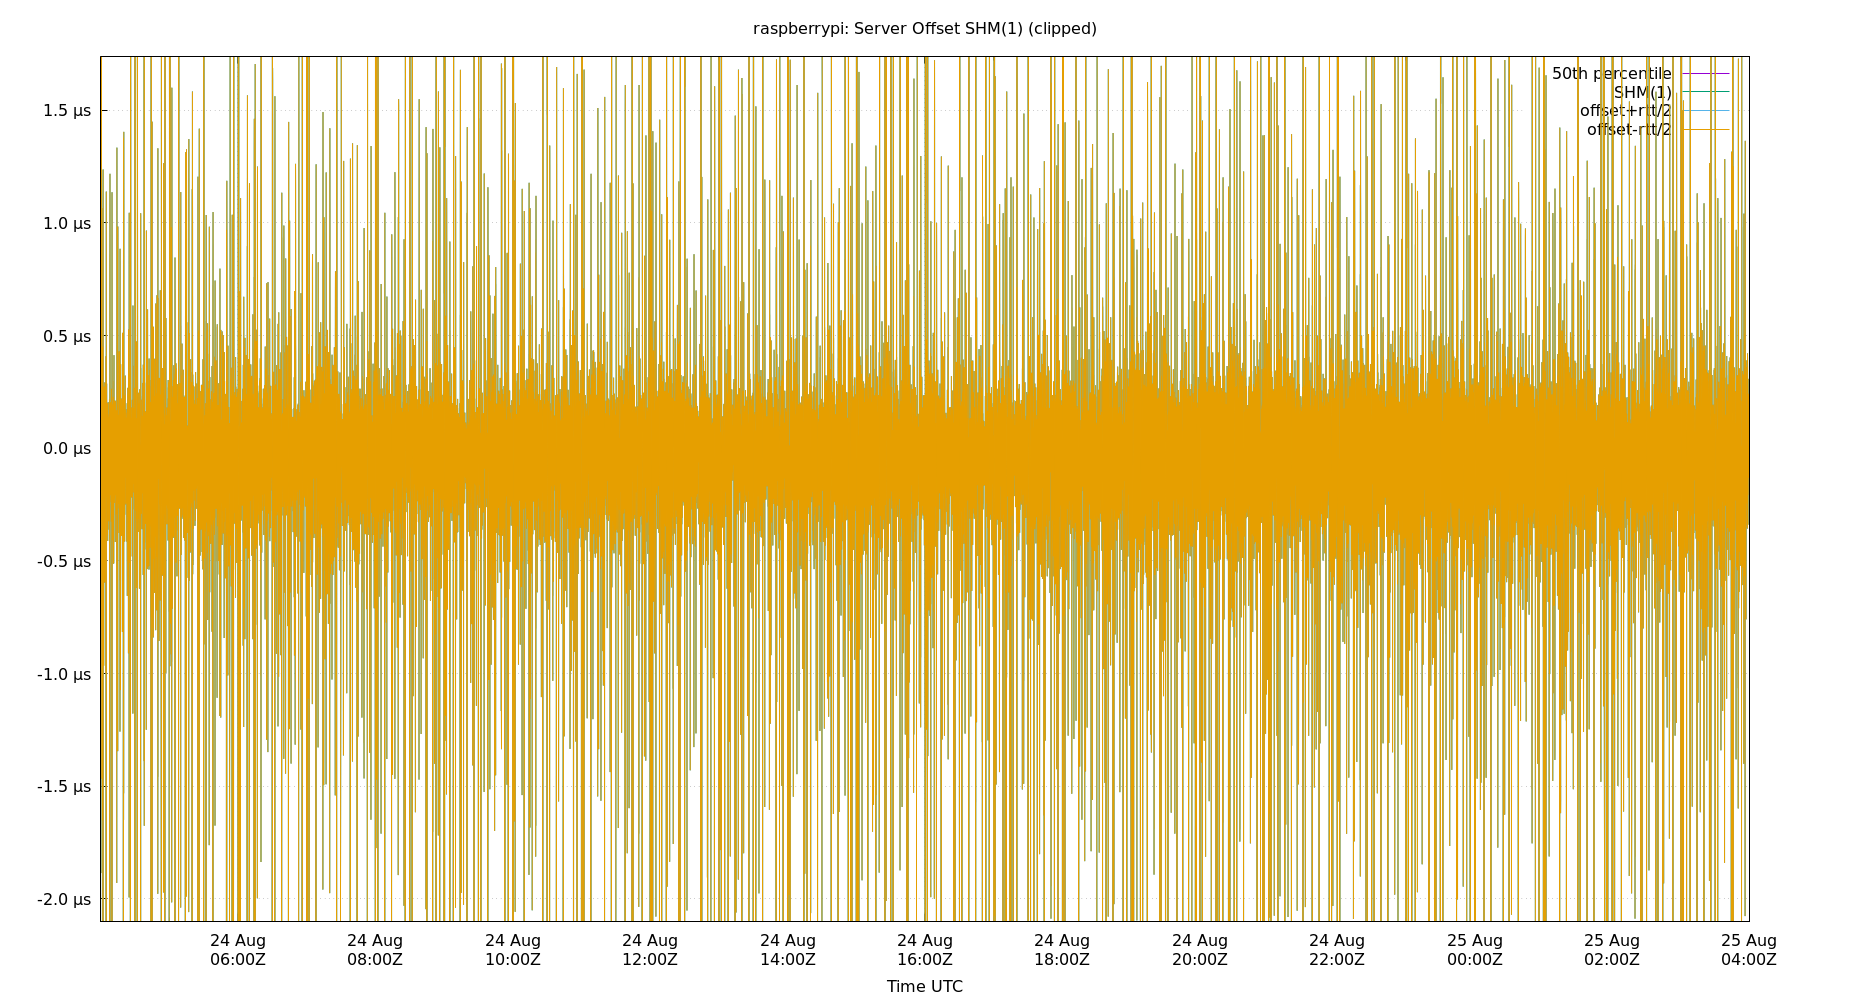 raspberrypi: Server Offset SHM(1) (clipped)
50th percentile
SHM(1)
offset+rtt/2
offset-rtt/2
1.5 µs
1.0 µs
0.5 µs
0.0 µs
-0.5 µs
-1.0 µs
-1.5 µs
-2.0 µs
24 Aug 24 Aug 24 Aug 24 Aug 24 Aug 24 Aug 24 Aug 24 Aug 24 Aug 25 Aug 25 Aug 25 Aug
06:00Z 08:00Z 10:00Z 12:00Z 14:00Z 16:00Z 18:00Z 20:00Z 22:00Z 00:00Z 02:00Z 04:00Z
Time UTC